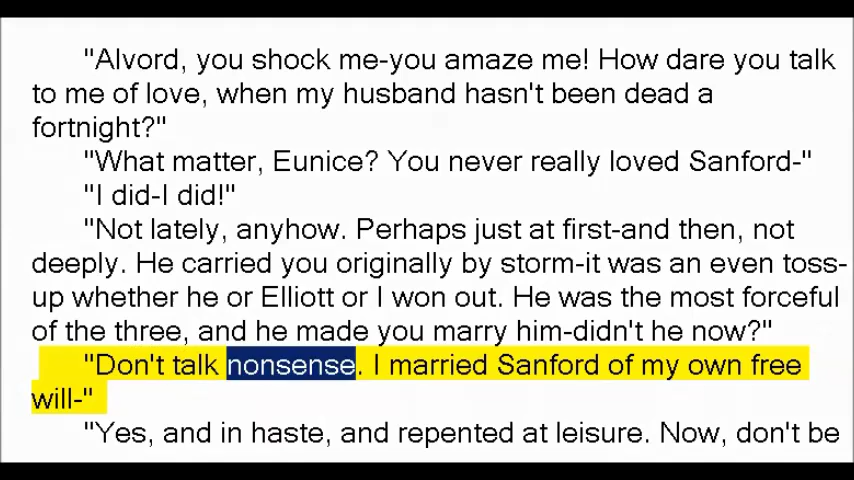 "Alvord, you shock me-you amaze me! How dare you talk
to me of love, when my husband hasn't been dead a
fortnight?"
"What matter, Eunice? You never really loved Sanford-"
"I did-I did!"
"Not lately, anyhow. Perhaps just at first-and then, not
deeply. He carried you originally by storm-it was an even toss-
up whether he or Elliott or I won out. He was the most forceful
of the three, and he made you marry him-didn't he now?"
"Don't talk nonsense. I married Sanford of my own free
will-"
"Yes, and in haste, and repented at leisure. Now, don't be